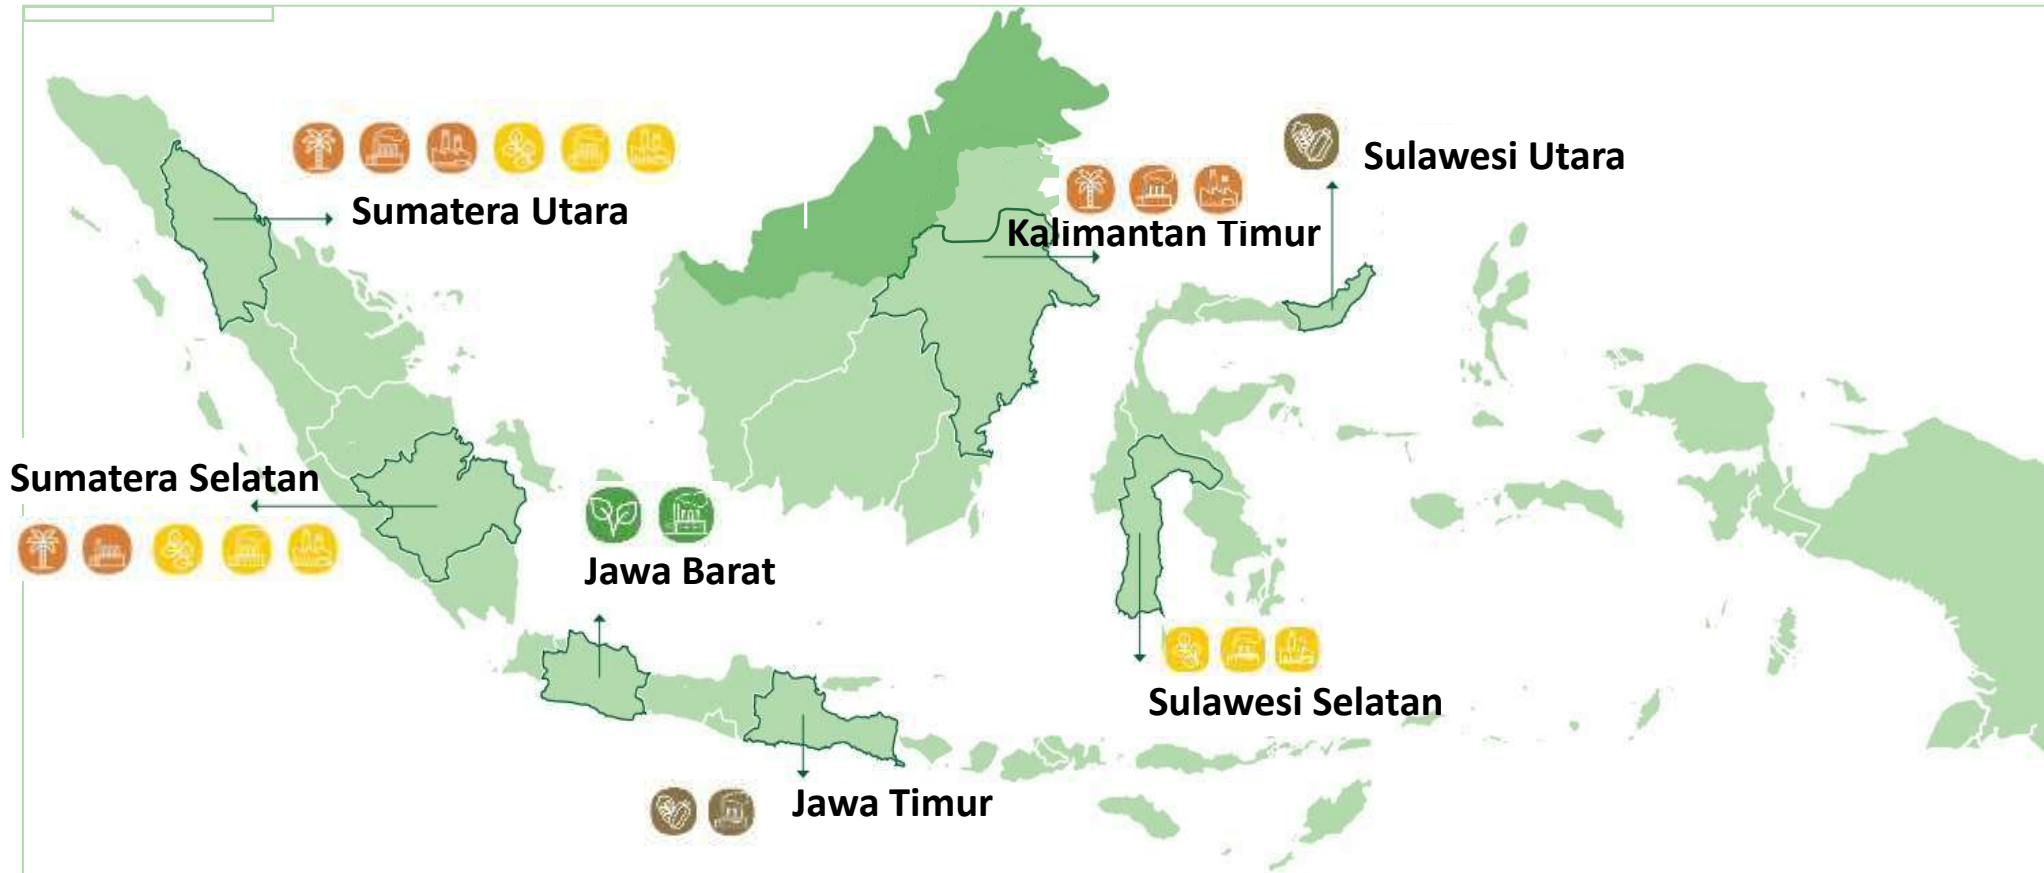 Sulawesi Utara
Sumatera Utara
Kalimantan Timur
Sumatera Selatan
Jawa Barat
Sulawesi Selatan
Jawa Timur